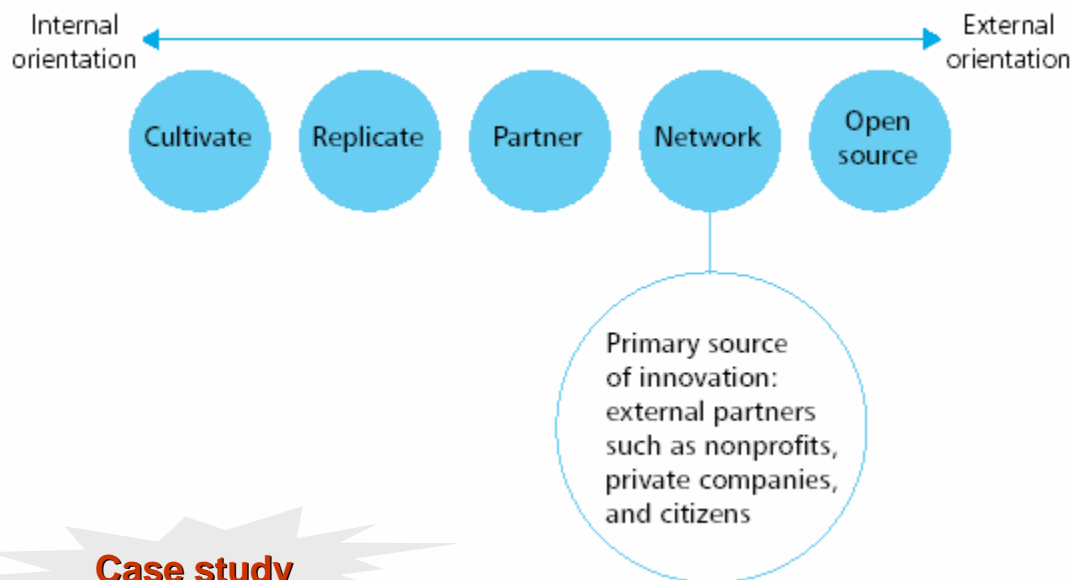 Internal
orientation
External
orientation
Cultivate
Replicate
Partner
Network
Open
source
Primary source
of innovation:
external partners
such as nonprofits,
private companies,
and citizens
Case study